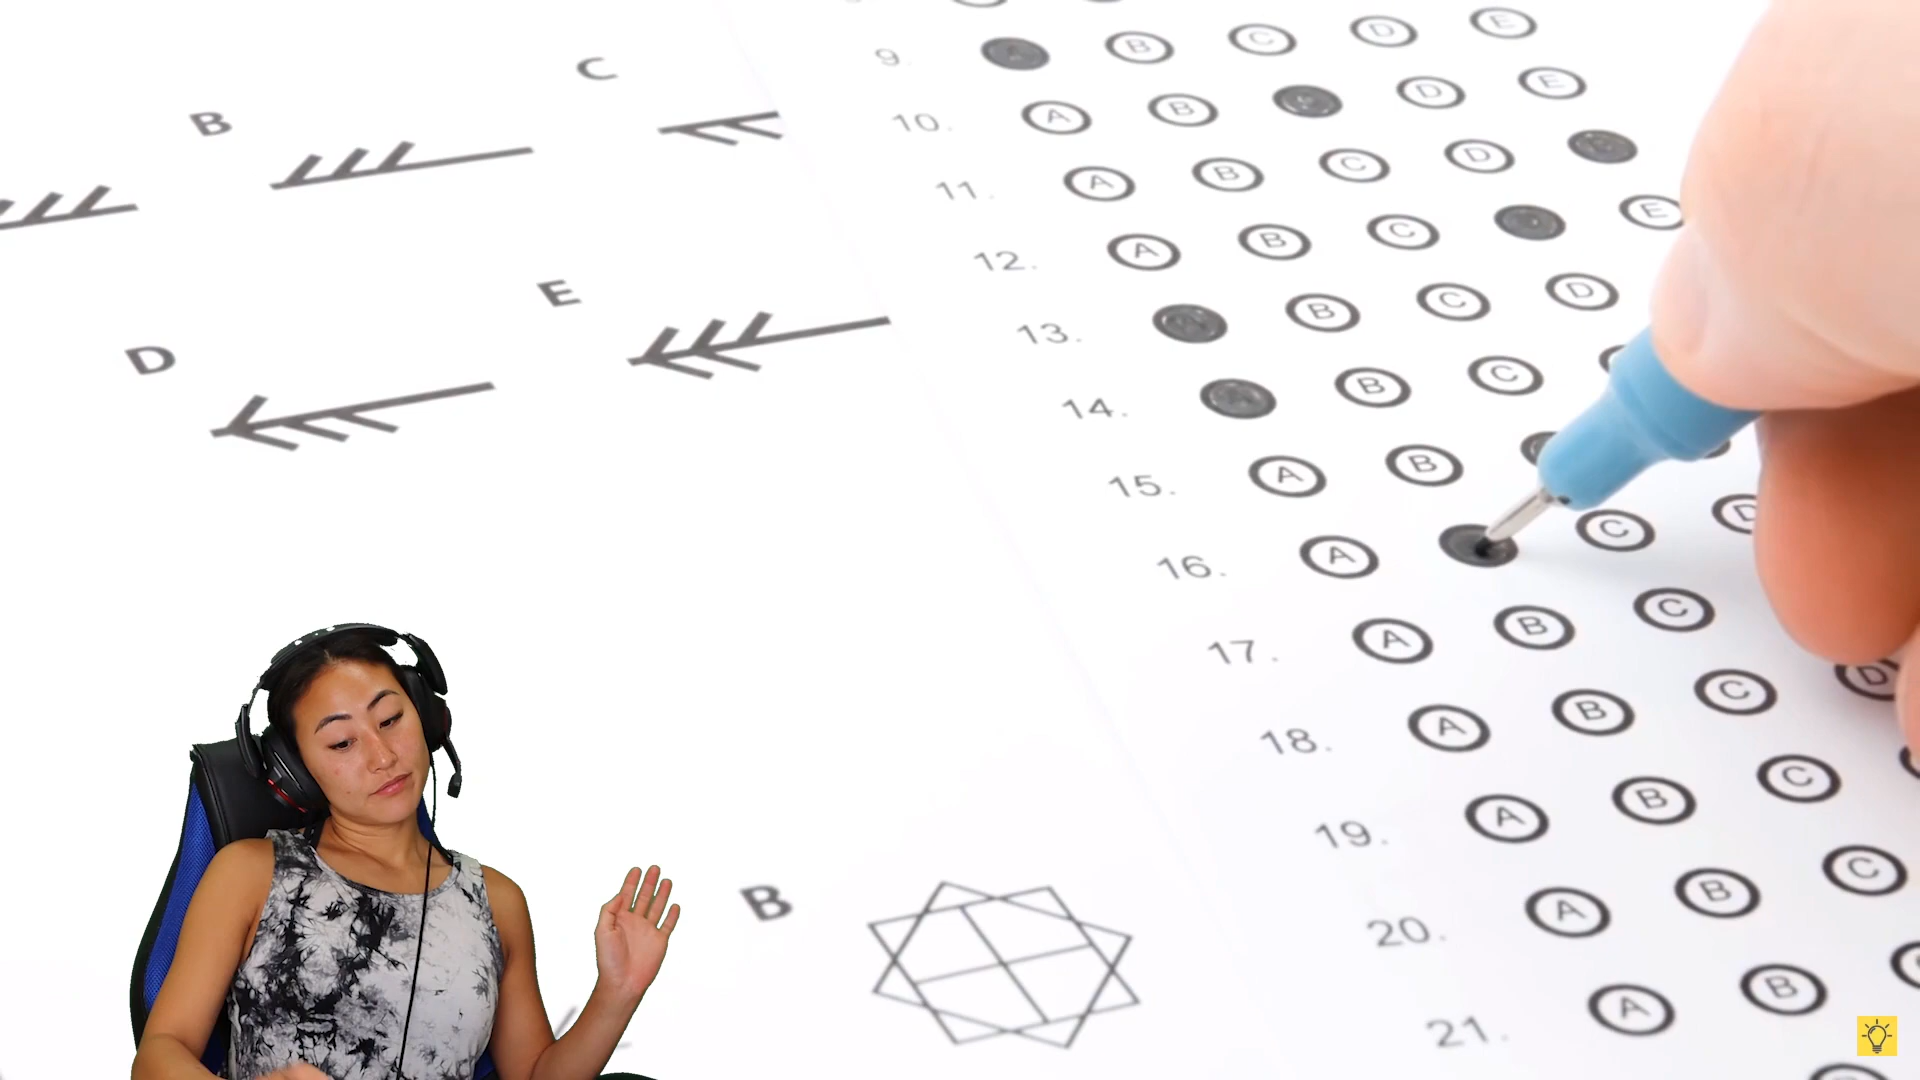 B
C
D
E
B
9. B C D E
10. A B D E
11. A B C D
12. A B C E
13. B C D
14. B C
15. A B
16. A C D
17. A B C
18. A B C D
19. A B C
20. A B C
21. A B